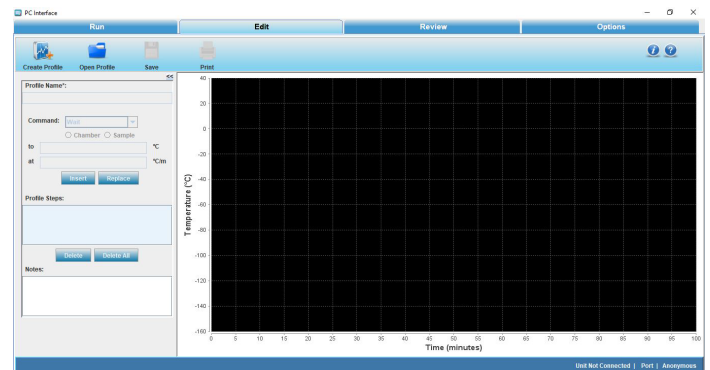 PC Interface
Run Edit Review Options
Create Profile Open Profile Save Print
<<
Profile Name*:
Command: Wait
Chamber Sample
to °C
at °C/m
Insert Replace
Profile Steps:
Delete Delete All
Notes:
Temperature (°C)
40
20
0
-20
-40
-60
-80
-100
-120
-140
-160
0 5 10 15 20 25 30 35 40 45 50 55 60 65 70 75 80 85 90 95 100
Time (minutes)
Unit Not Connected | Port | Anonymous